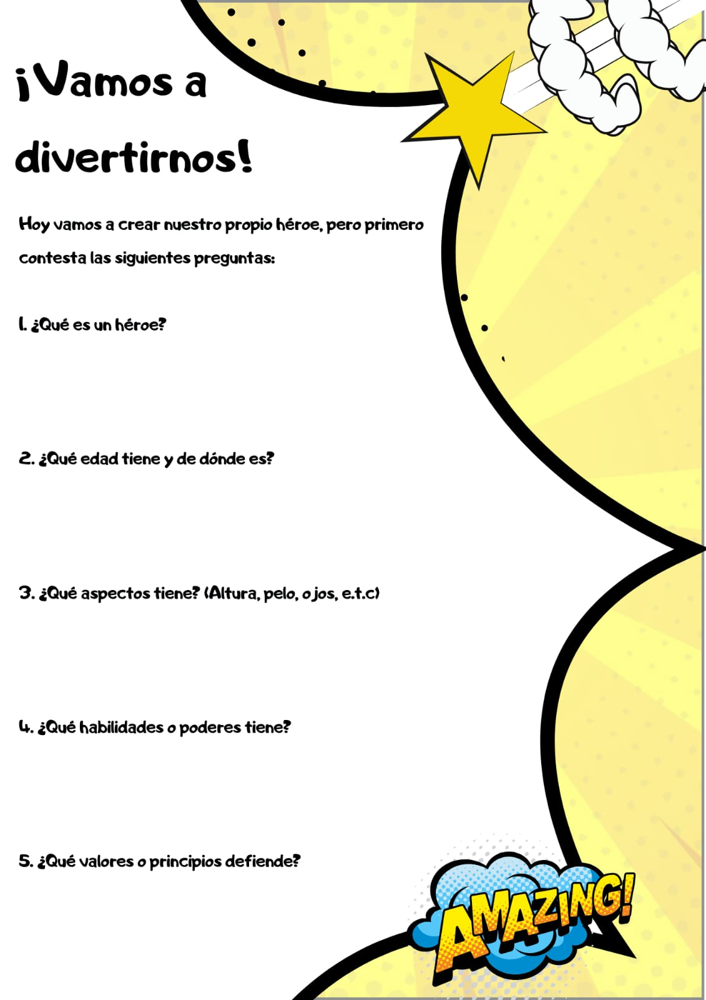 ¡Vamos a
divertirnos!
Hoy vamos a crear nuestro propio héroe, pero primero
contesta las siguientes preguntas:
1. ¿Qué es un héroe?
2. ¿Qué edad tiene y de dónde es?
3. ¿Qué aspectos tiene? (Altura, pelo, ojos, e.t.c)
4. ¿Qué habilidades o poderes tiene?
5. ¿Qué valores o principios defiende?
AMAZING!